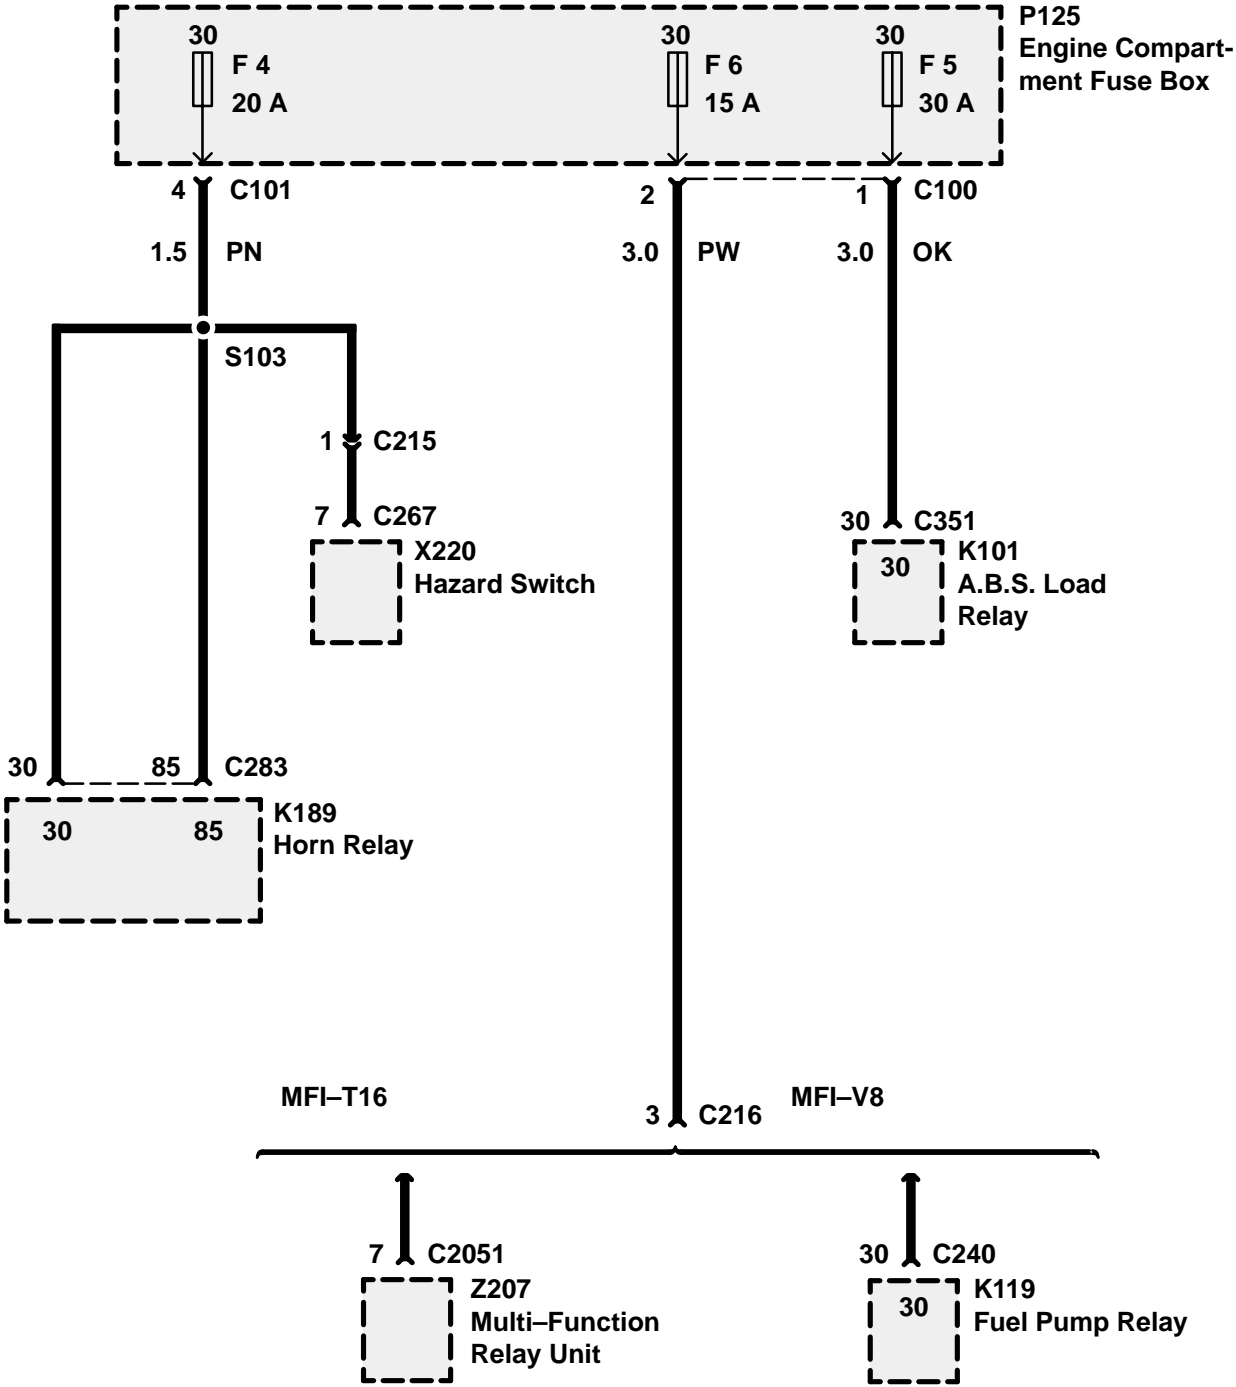 P125
Engine Compart-
ment Fuse Box
30
F 4
20 A
30
F 6
15 A
30
F 5
30 A
4 C101
2
1 C100
1.5 PN
3.0 PW
3.0 OK
S103
1 C215
7 C267
X220
Hazard Switch
30 C351
30
K101
A.B.S. Load
Relay
30
85 C283
30
85
K189
Horn Relay
MFI–T16
3 C216
MFI–V8
7 C2051
Z207
Multi–Function
Relay Unit
30 C240
30
K119
Fuel Pump Relay